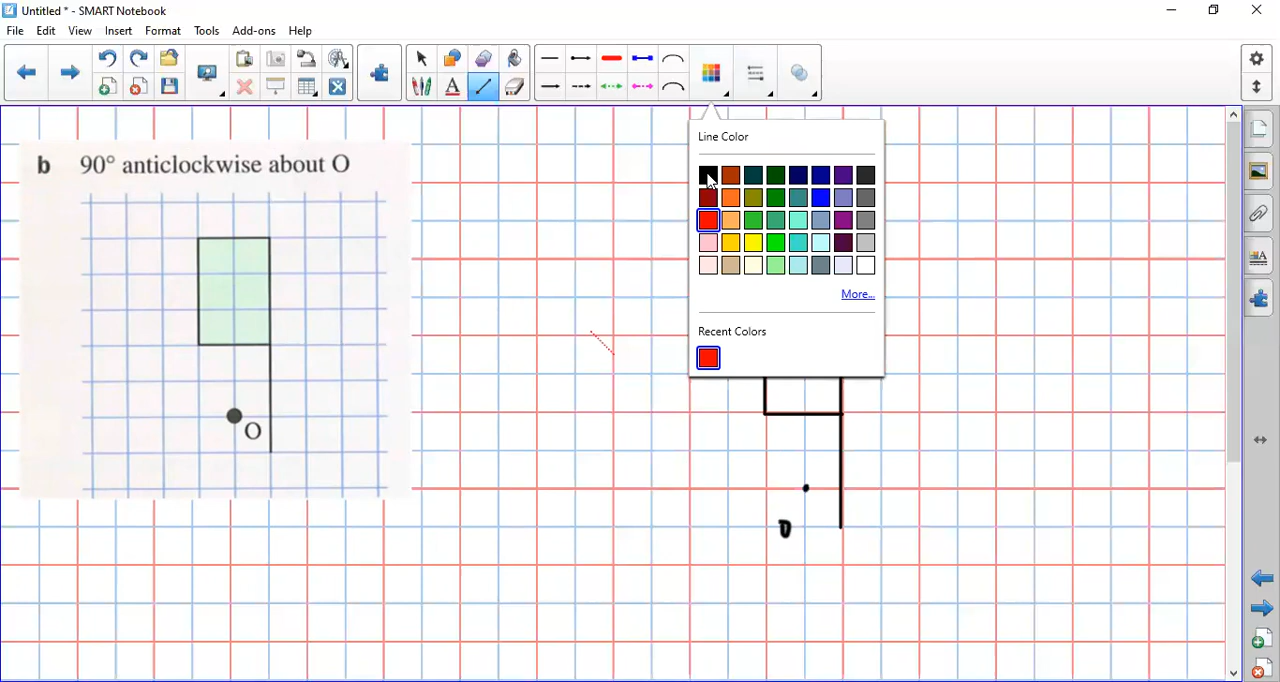 Untitled * - SMART Notebook
File Edit View Insert Format Tools Add-ons Help
Line Color
b 90° anticlockwise about O
More...
Recent Colors
O
O